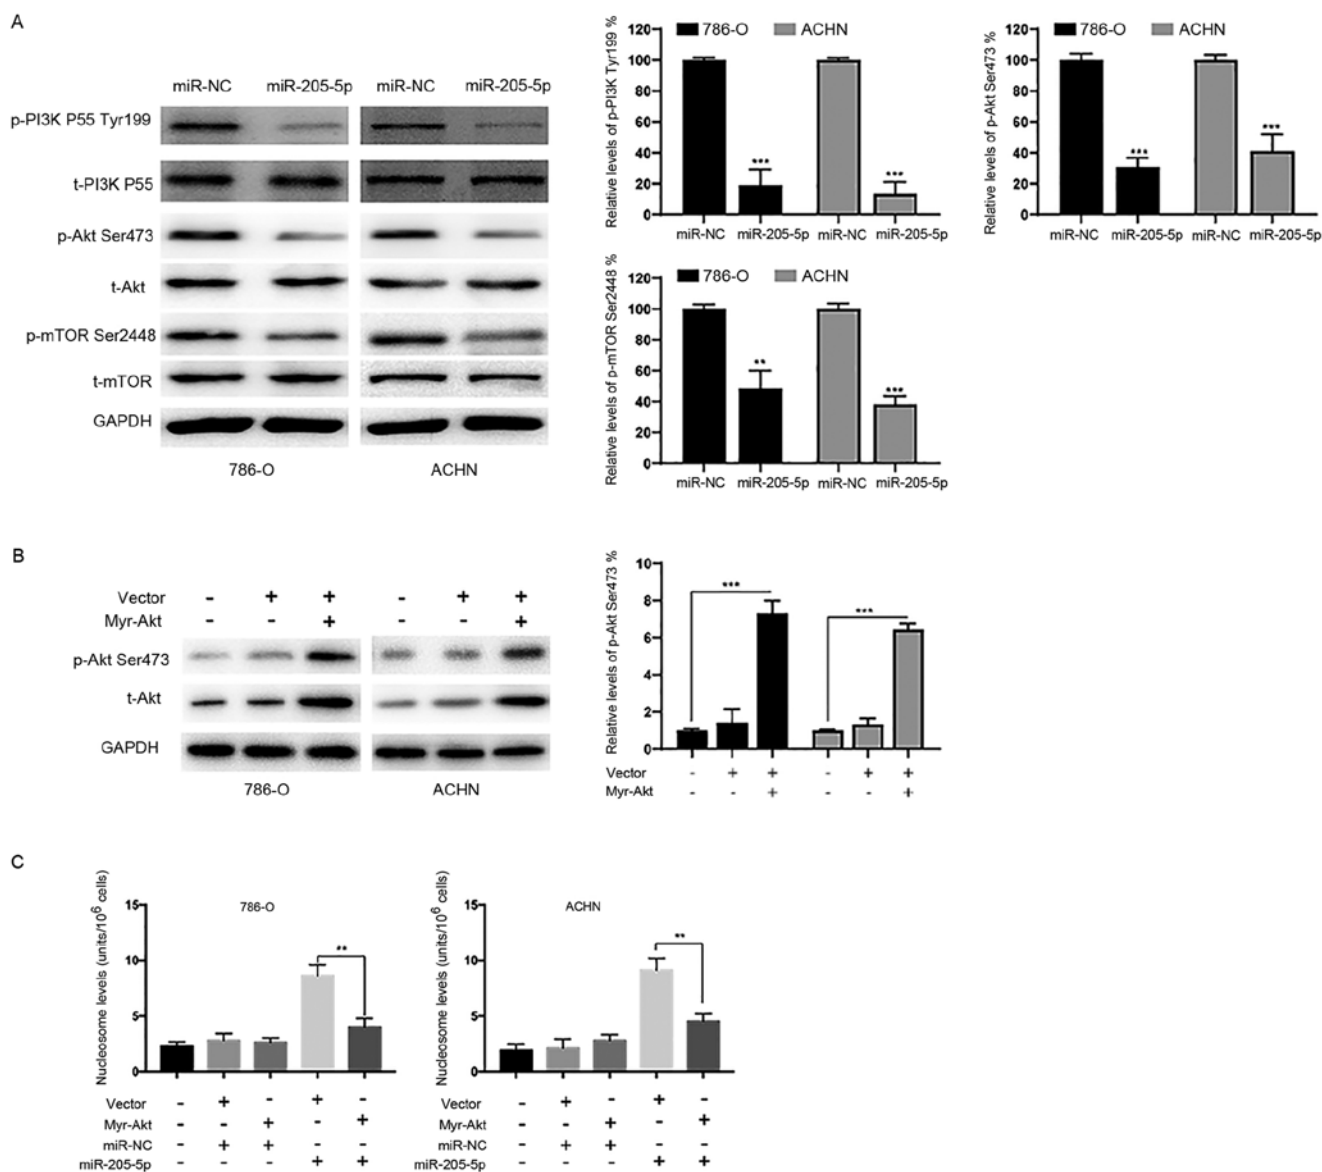 A
miR-NC miR-205-5p miR-NC miR-205-5p
p-PI3K P55 Tyr199
t-PI3K P55
p-Akt Ser473
t-Akt
p-mTOR Ser2448
t-mTOR
GAPDH
786-O ACHN
786-O ACHN
Relative levels of p-PI3K Tyr199 %
120
100
80
60
40
20
0
*** ***
miR-NC miR-205-5p miR-NC miR-205-5p
786-O ACHN
Relative levels of p-Akt Ser473 %
120
100
80
60
40
20
0
*** ***
miR-NC miR-205-5p miR-NC miR-205-5p
786-O ACHN
Relative levels of p-mTOR Ser2448 %
120
100
80
60
40
20
0
** ***
miR-NC miR-205-5p miR-NC miR-205-5p
B
Vector - + + - + +
Myr-Akt - - + - - +
p-Akt Ser473
t-Akt
GAPDH
786-O ACHN
Relative levels of p-Akt Ser473 %
10
8
6
4
2
0
*** ***
Vector - + + - + +
Myr-Akt - - + - - +
C
Nucleosome levels (units/10⁶ cells)
786-O
15
10
5
0
**
Vector - + - + -
Myr-Akt - - + - +
miR-NC - + + - -
miR-205-5p - - - + +
Nucleosome levels (units/10⁶ cells)
ACHN
15
10
5
0
**
Vector - + - + -
Myr-Akt - - + - +
miR-NC - + + - -
miR-205-5p - - - + +